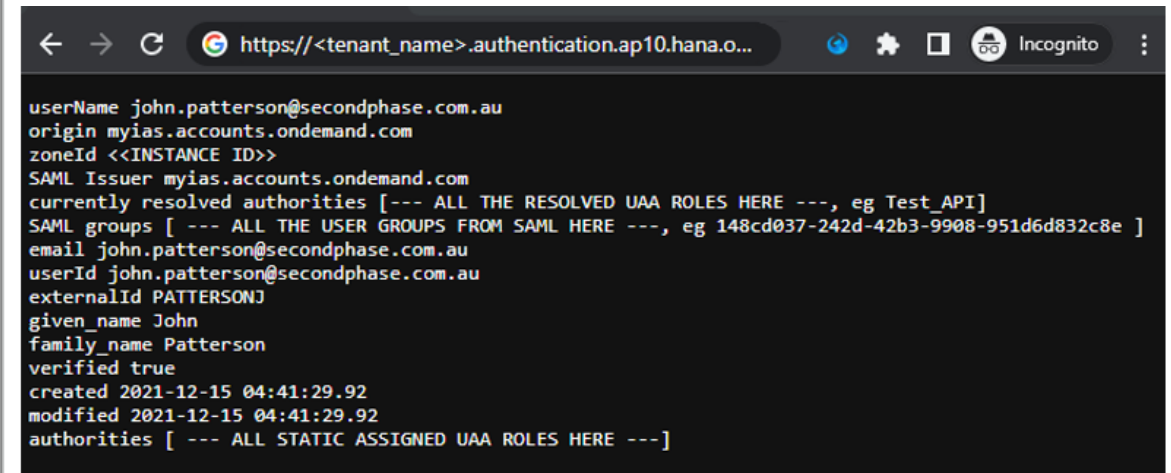 https://<tenant_name>.authentication.ap10.hana.o... Incognito
userName john.patterson@secondphase.com.au
origin myias.accounts.ondemand.com
zoneId <<INSTANCE ID>>
SAML Issuer myias.accounts.ondemand.com
currently resolved authorities [--- ALL THE RESOLVED UAA ROLES HERE ---, eg Test_API]
SAML groups [ --- ALL THE USER GROUPS FROM SAML HERE ---, eg 148cd037-242d-42b3-9908-951d6d832c8e ]
email john.patterson@secondphase.com.au
userId john.patterson@secondphase.com.au
externalId PATTERSONJ
given_name John
family_name Patterson
verified true
created 2021-12-15 04:41:29.92
modified 2021-12-15 04:41:29.92
authorities [ --- ALL STATIC ASSIGNED UAA ROLES HERE ---]